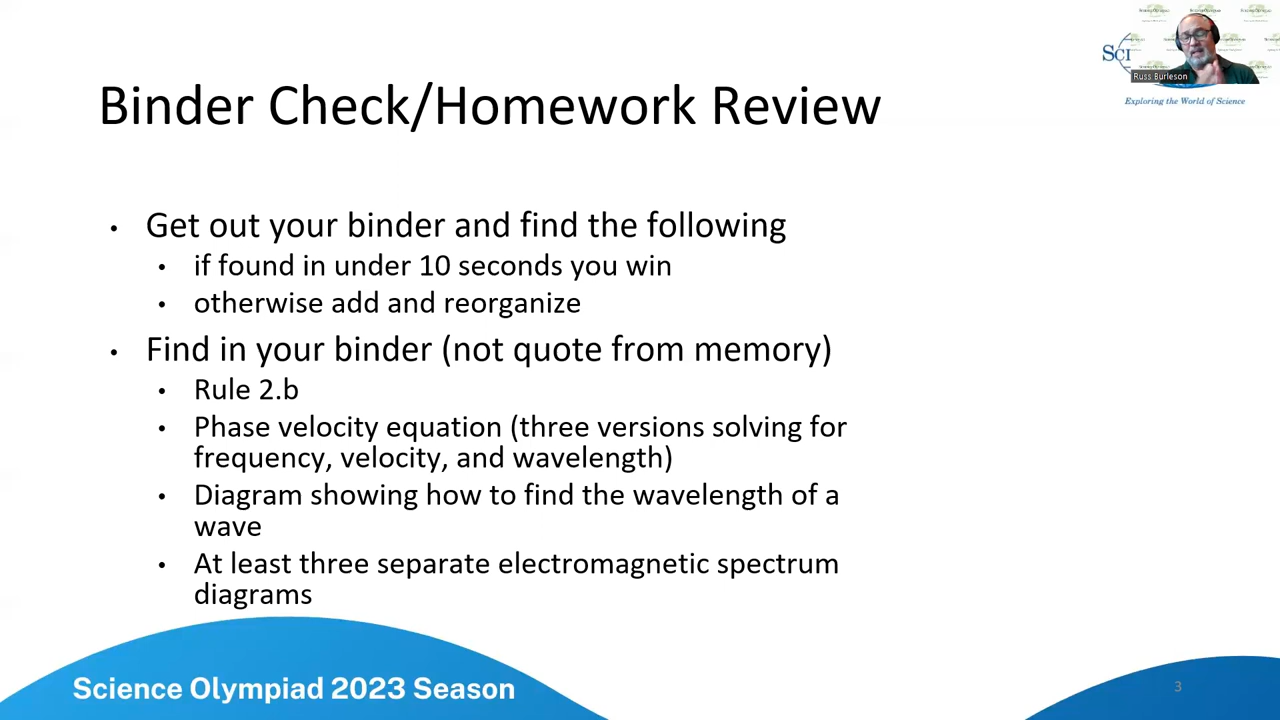 SCI
Russ Burleson
Exploring the World of Science
Binder Check/Homework Review
• Get out your binder and find the following
• if found in under 10 seconds you win
• otherwise add and reorganize
• Find in your binder (not quote from memory)
• Rule 2.b
• Phase velocity equation (three versions solving for
frequency, velocity, and wavelength)
• Diagram showing how to find the wavelength of a
wave
• At least three separate electromagnetic spectrum
diagrams
Science Olympiad 2023 Season
3